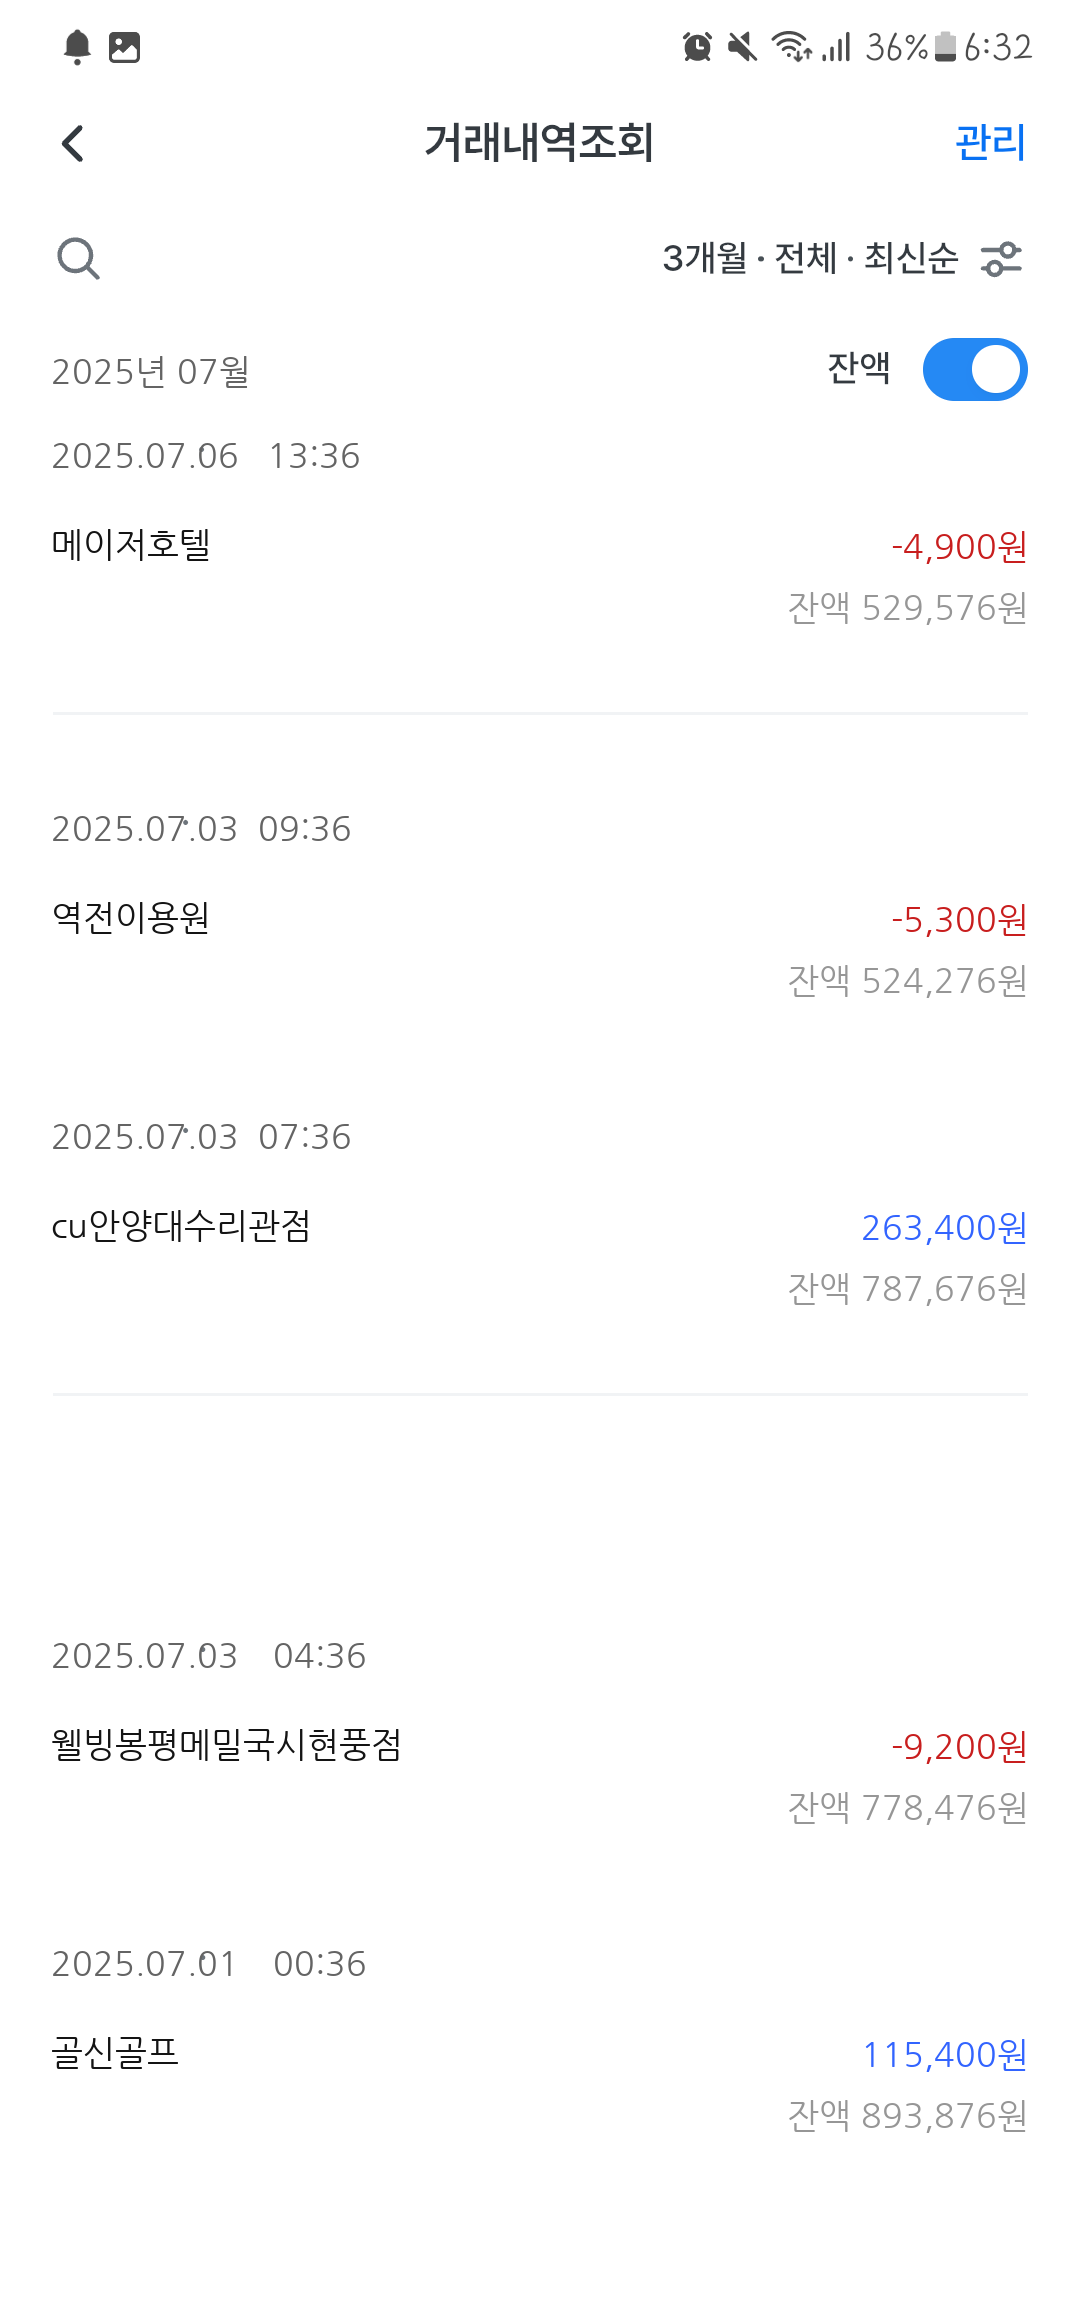 36% 6:32
거래내역조회 관리
3개월 · 전체 · 최신순
2025년 07월 잔액
2025.07.06 13:36
메이저호텔 -4,900원
잔액 529,576원
2025.07.03 09:36
역전이용원 -5,300원
잔액 524,276원
2025.07.03 07:36
cu안양대수리관점 263,400원
잔액 787,676원
2025.07.03 04:36
웰빙봉평메밀국시현풍점 -9,200원
잔액 778,476원
2025.07.01 00:36
골신골프 115,400원
잔액 893,876원